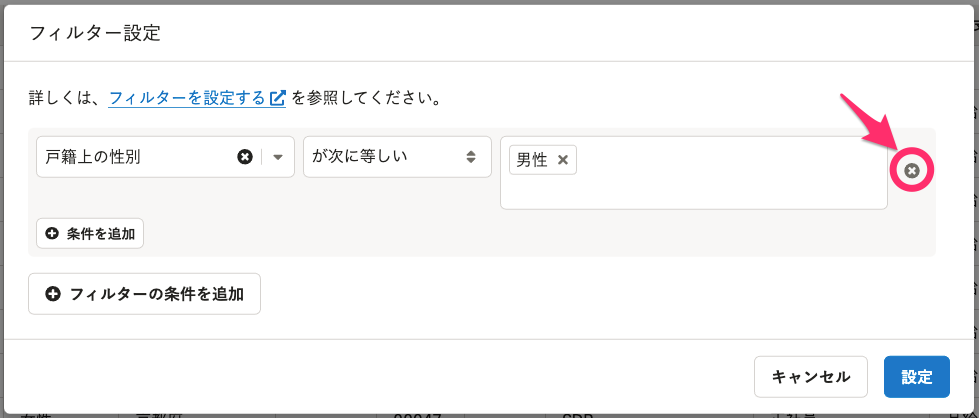 フィルター設定
詳しくは、フィルターを設定する を参照してください。
戸籍上の性別
が次に等しい
男性
条件を追加
フィルターの条件を追加
キャンセル
設定